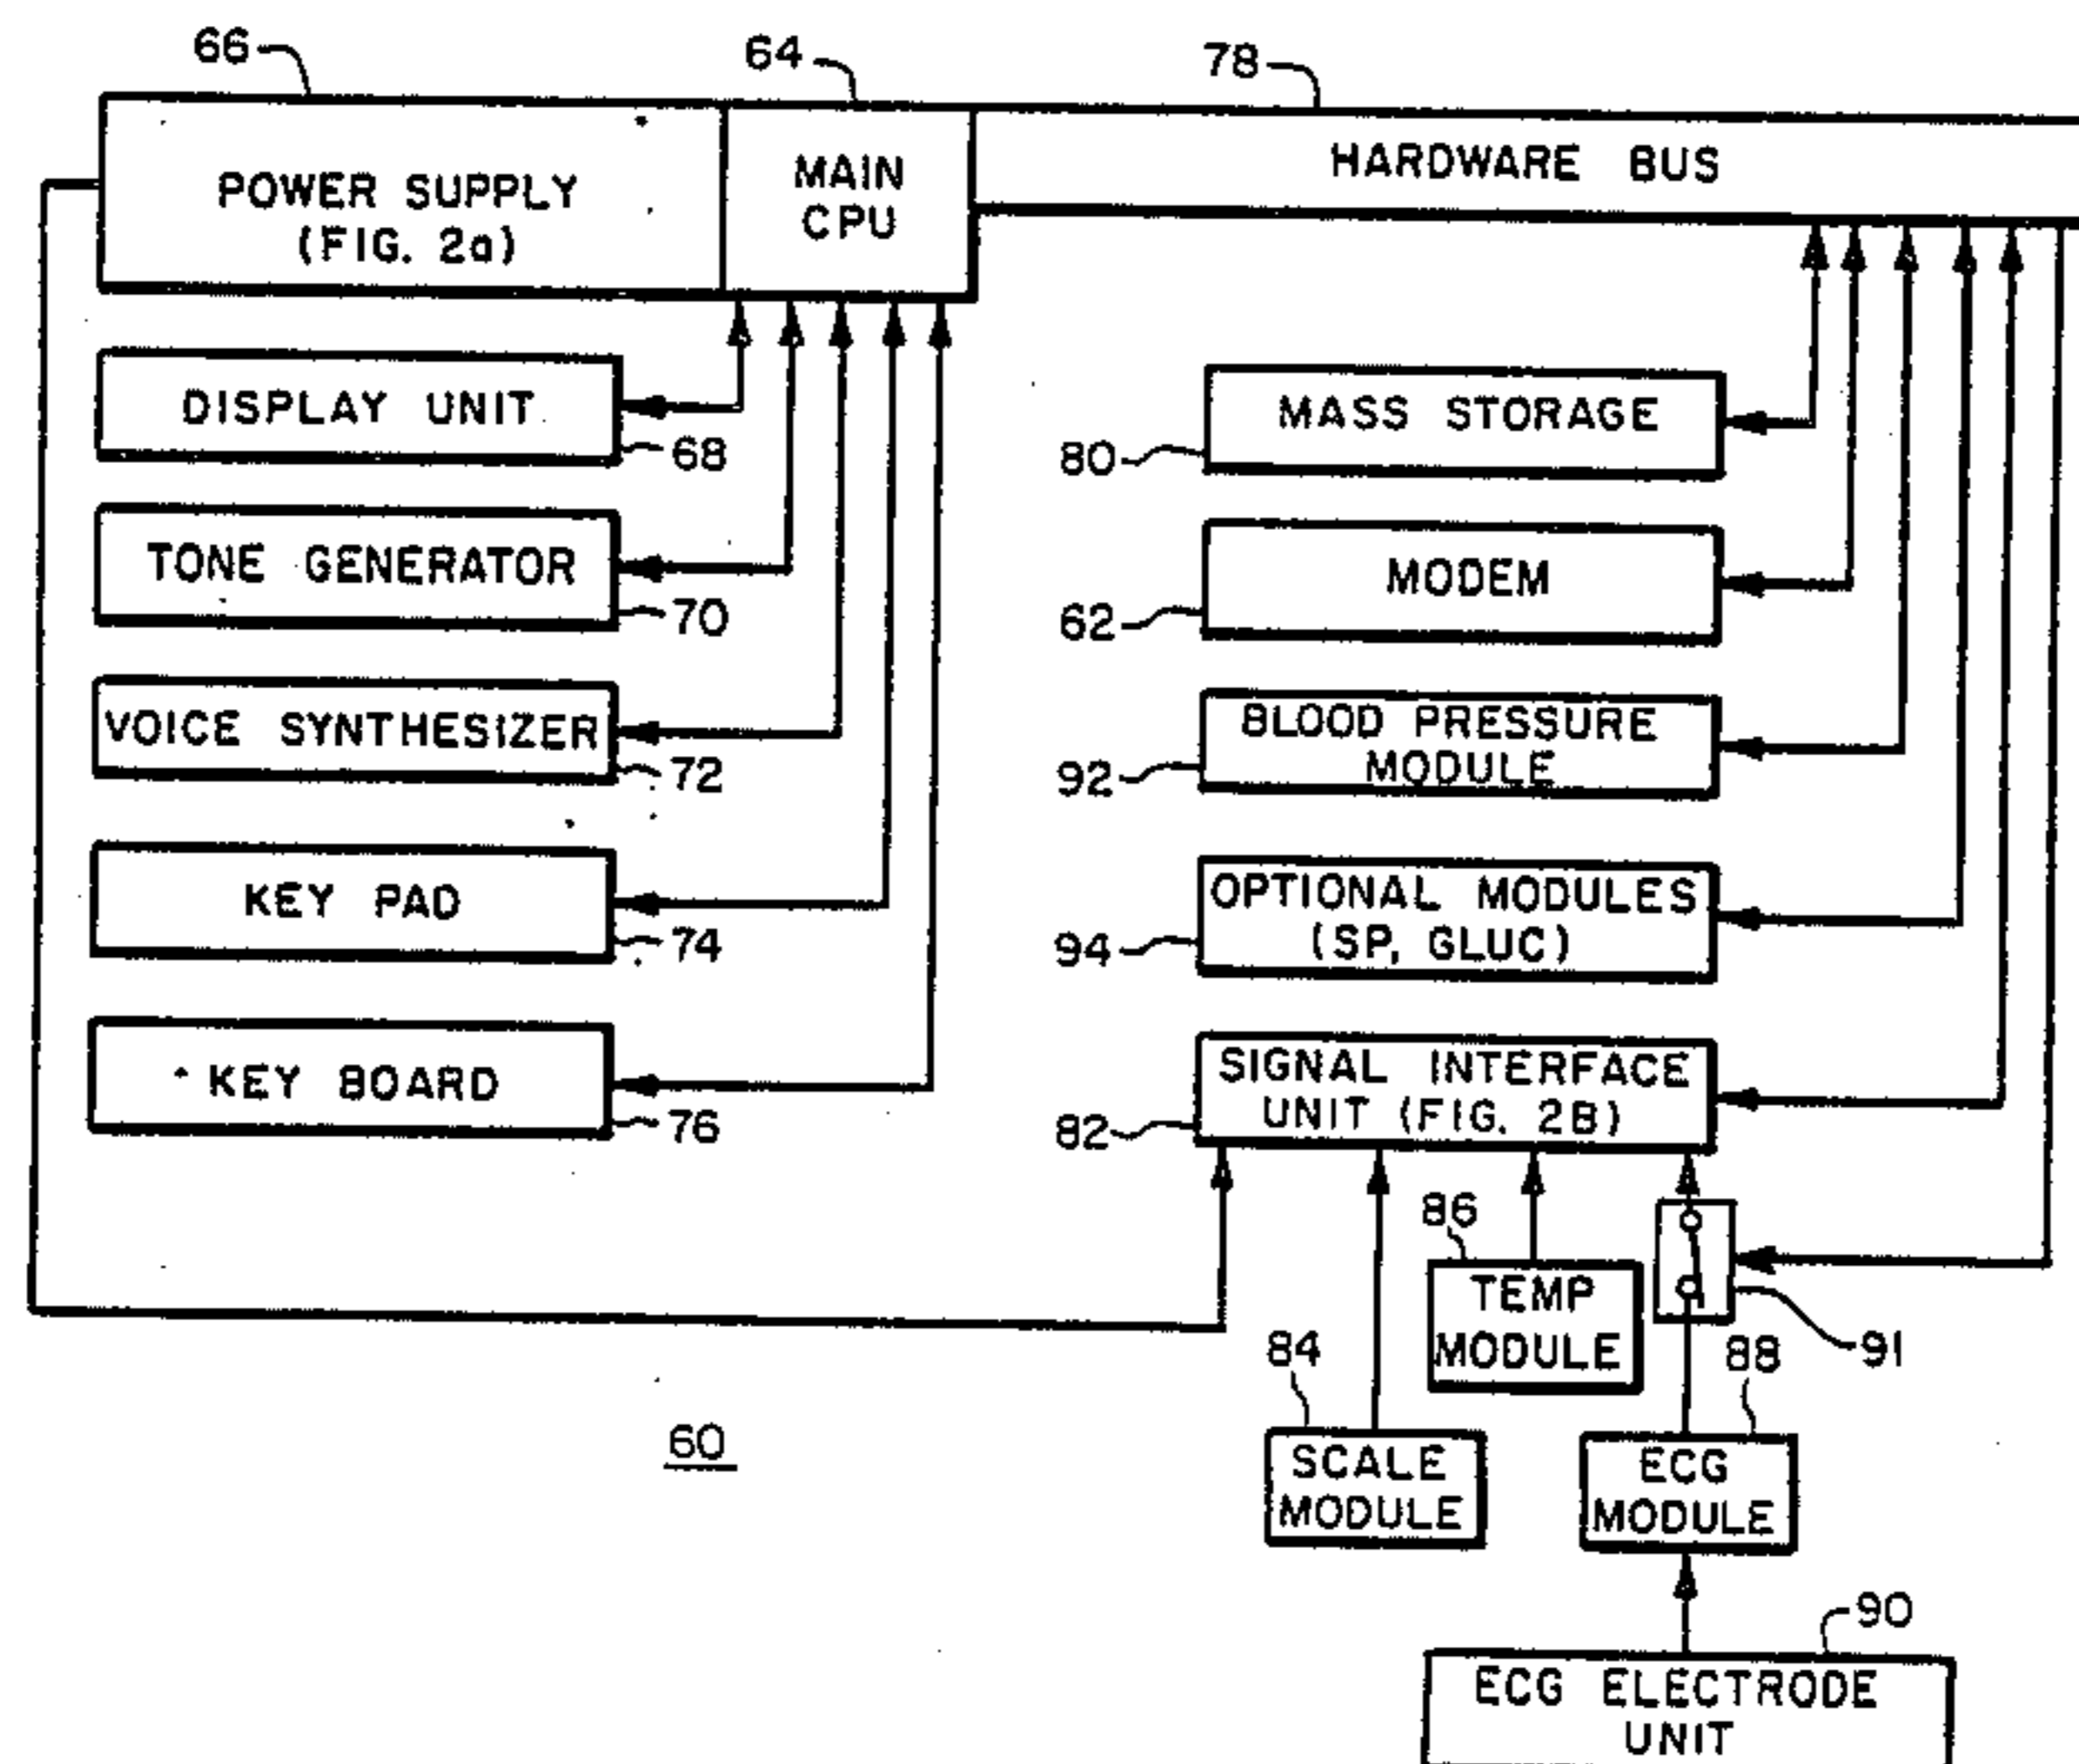 66
64
78
POWER SUPPLY
(FIG. 2a)
MAIN
CPU
HARDWARE BUS
DISPLAY UNIT
68
TONE GENERATOR
70
VOICE SYNTHESIZER
72
KEY PAD
74
KEY BOARD
76
MASS STORAGE
80
MODEM
62
BLOOD PRESSURE
MODULE
92
OPTIONAL MODULES
(SP, GLUC)
94
SIGNAL INTERFACE
UNIT (FIG. 2B)
82
86
TEMP
MODULE
91
84
SCALE
MODULE
88
ECG
MODULE
60
90
ECG ELECTRODE
UNIT